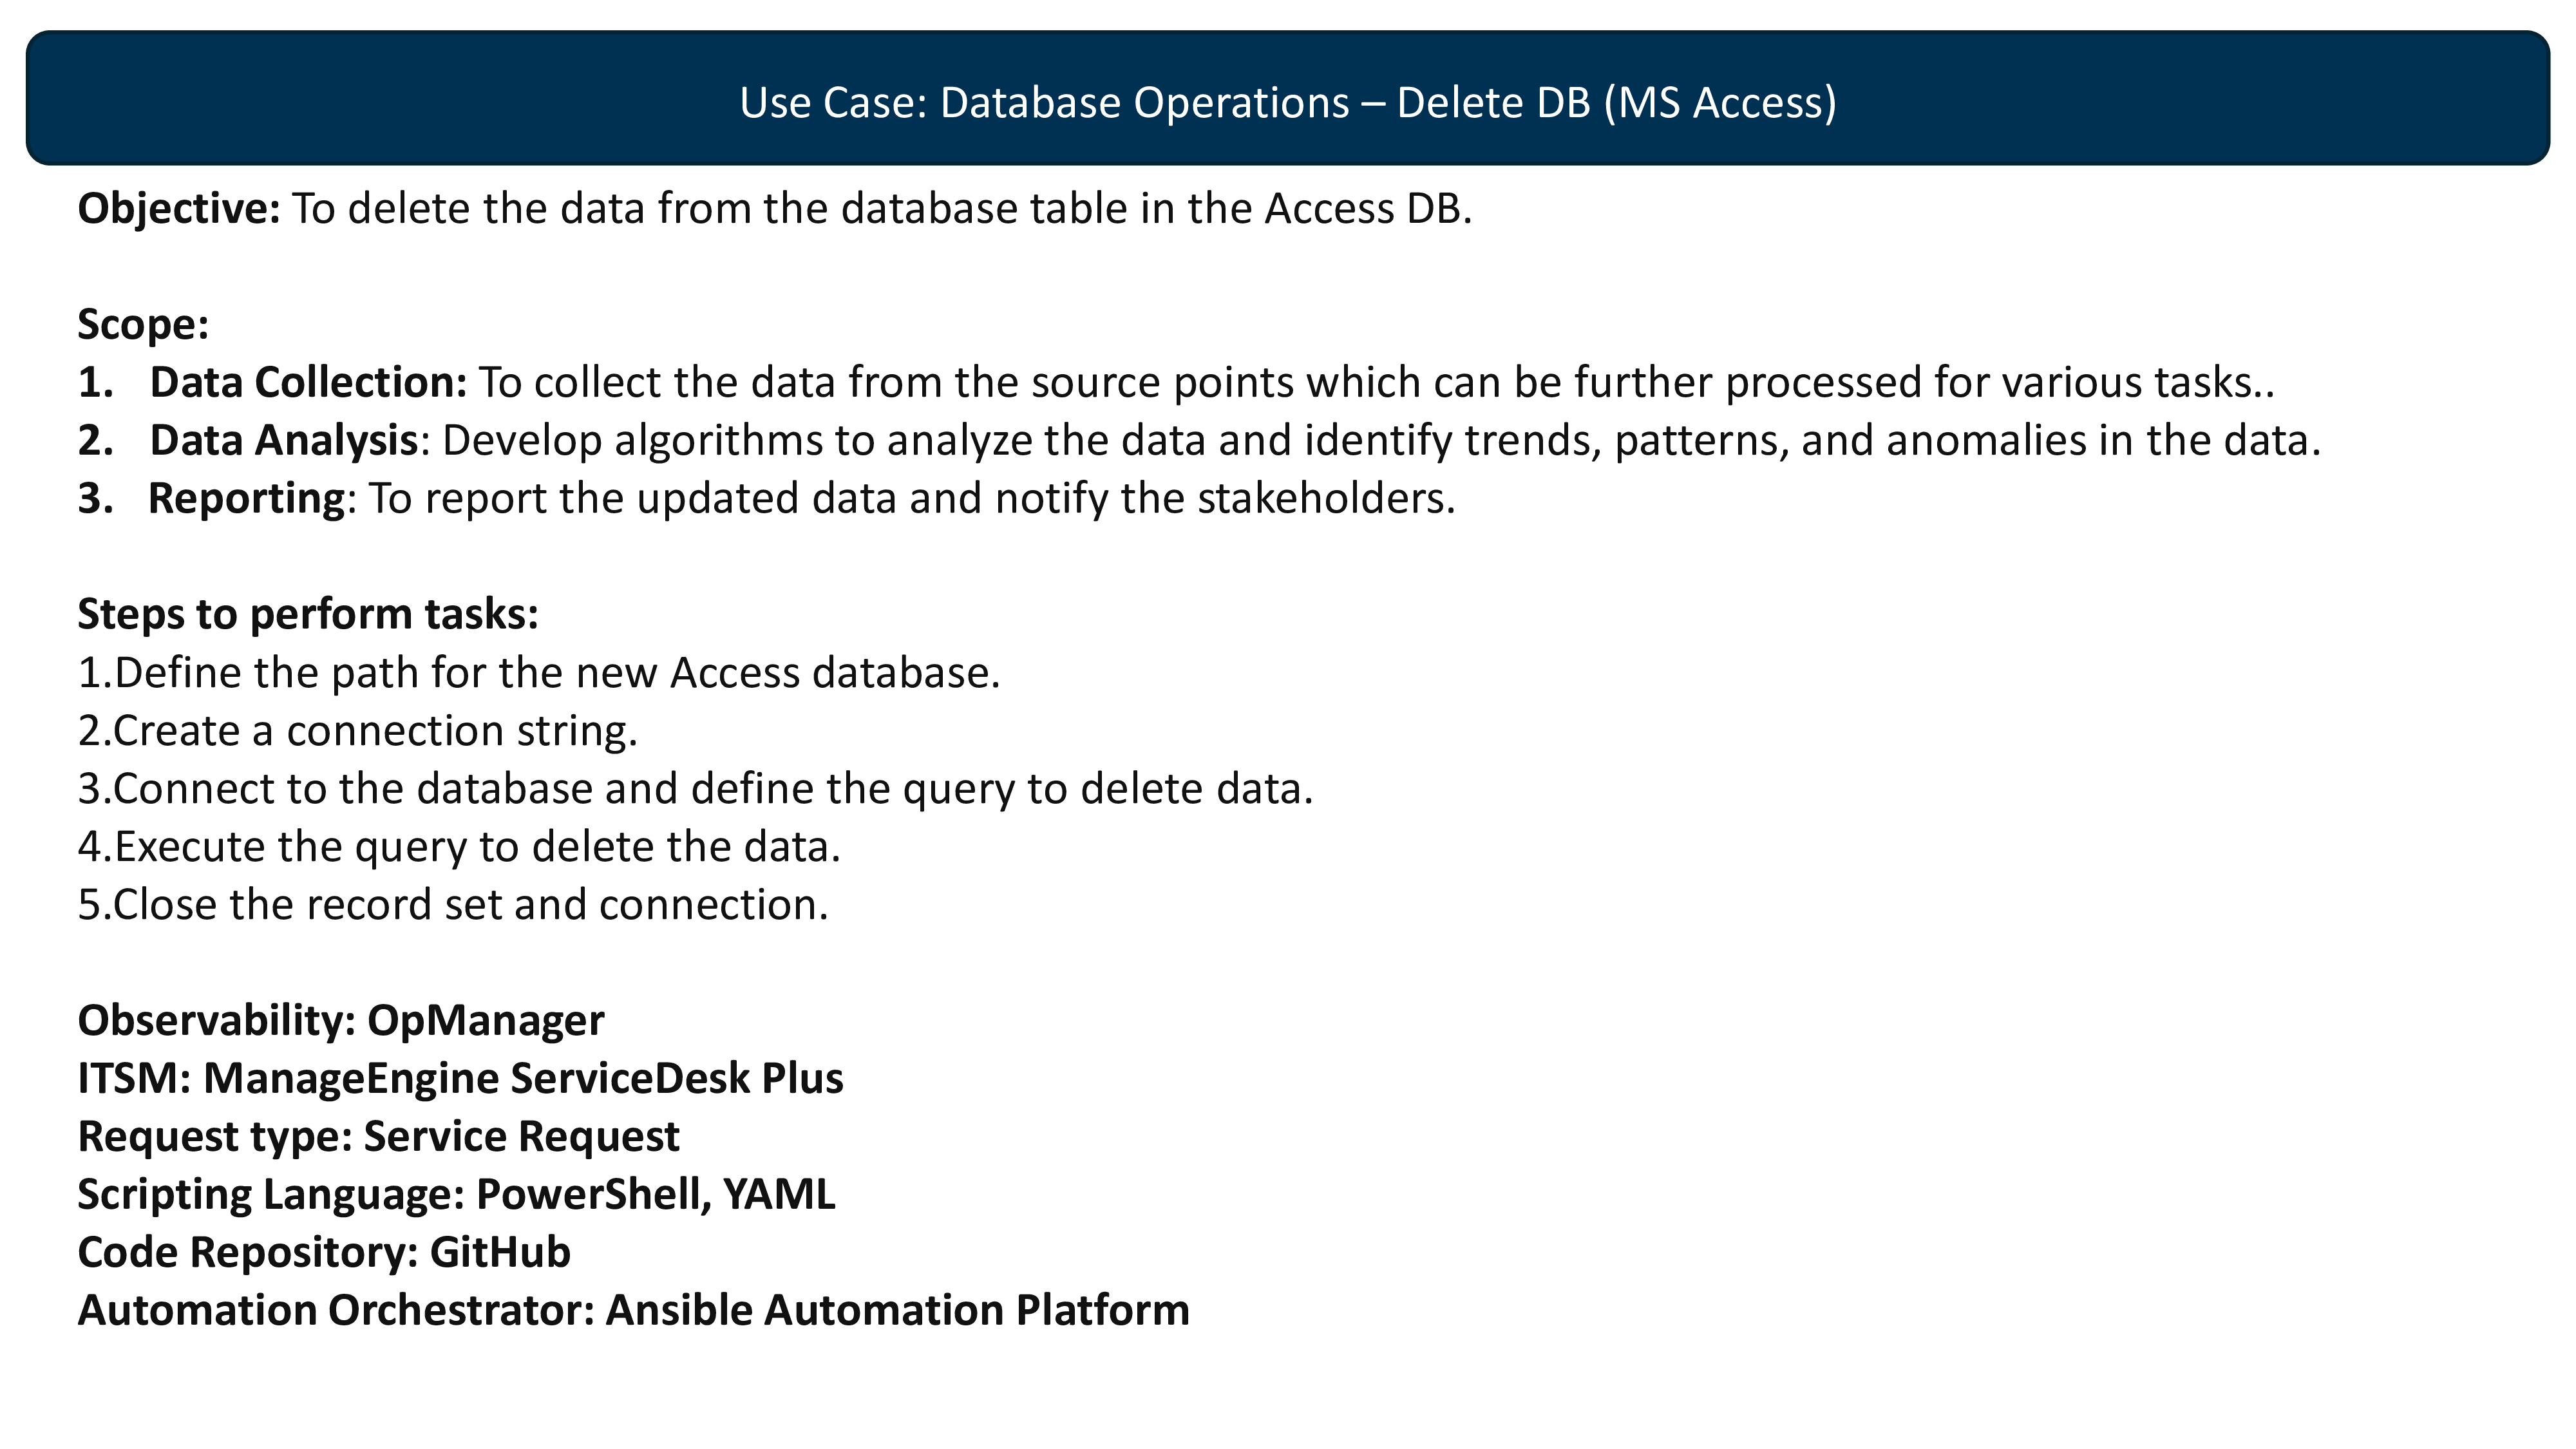 Use Case: Database Operations – Delete DB (MS Access)
Objective: To delete the data from the database table in the Access DB.
Scope:
1. Data Collection: To collect the data from the source points which can be further processed for various tasks..
2. Data Analysis: Develop algorithms to analyze the data and identify trends, patterns, and anomalies in the data.
3. Reporting: To report the updated data and notify the stakeholders.
Steps to perform tasks:
1.Define the path for the new Access database.
2.Create a connection string.
3.Connect to the database and define the query to delete data.
4.Execute the query to delete the data.
5.Close the record set and connection.
Observability: OpManager
ITSM: ManageEngine ServiceDesk Plus
Request type: Service Request
Scripting Language: PowerShell, YAML
Code Repository: GitHub
Automation Orchestrator: Ansible Automation Platform